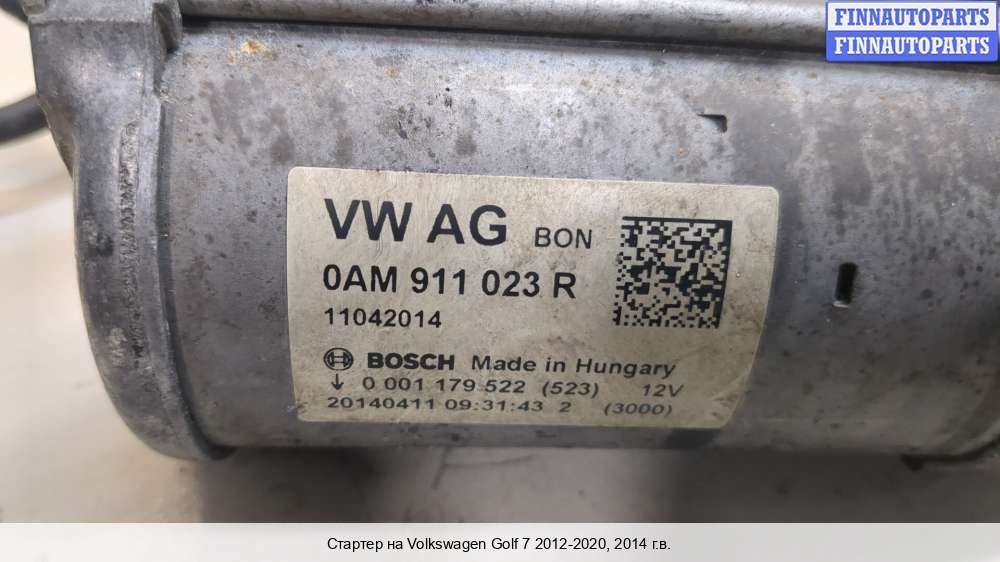 FINNAUTOPARTS
FINNAUTOPARTS
VW AG BON
0AM 911 023 R
11042014
BOSCH Made in Hungary
↓ 0 001 179 522 (523) 12V
20140411 09:31:43 2 (3000)
Стартер на Volkswagen Golf 7 2012-2020, 2014 г.в.